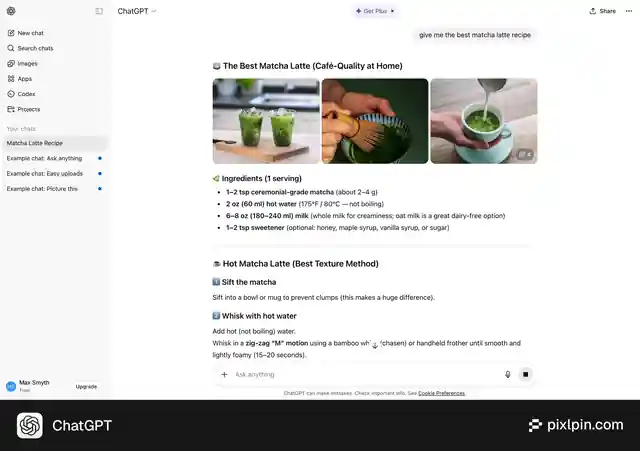 ChatGPT
Get Plus
Share
New chat
Search chats
Images
Apps
Codex
Projects
Your chats
Matcha Latte Recipe
Example chat: Ask anything
Example chat: Easy uploads
Example chat: Picture this
Max Smyth
Free
Upgrade
give me the best matcha latte recipe
🍵 The Best Matcha Latte (Café-Quality at Home)
4
🌿 Ingredients (1 serving)
• 1–2 tsp ceremonial-grade matcha (about 2–4 g)
• 2 oz (60 ml) hot water (175°F / 80°C — not boiling)
• 6–8 oz (180–240 ml) milk (whole milk for creaminess; oat milk is a great dairy-free option)
• 1–2 tsp sweetener (optional: honey, maple syrup, vanilla syrup, or sugar)
Hot Matcha Latte (Best Texture Method)
1 Sift the matcha
Sift into a bowl or mug to prevent clumps (this makes a huge difference).
2 Whisk with hot water
Add hot (not boiling) water.
Whisk in a zig-zag “M” motion using a bamboo (chasen) or handheld frother until smooth and
lightly foamy (15–20 seconds).
Ask anything
ChatGPT can make mistakes. Check important info. See Cookie Preferences.
ChatGPT
pixlpin.com